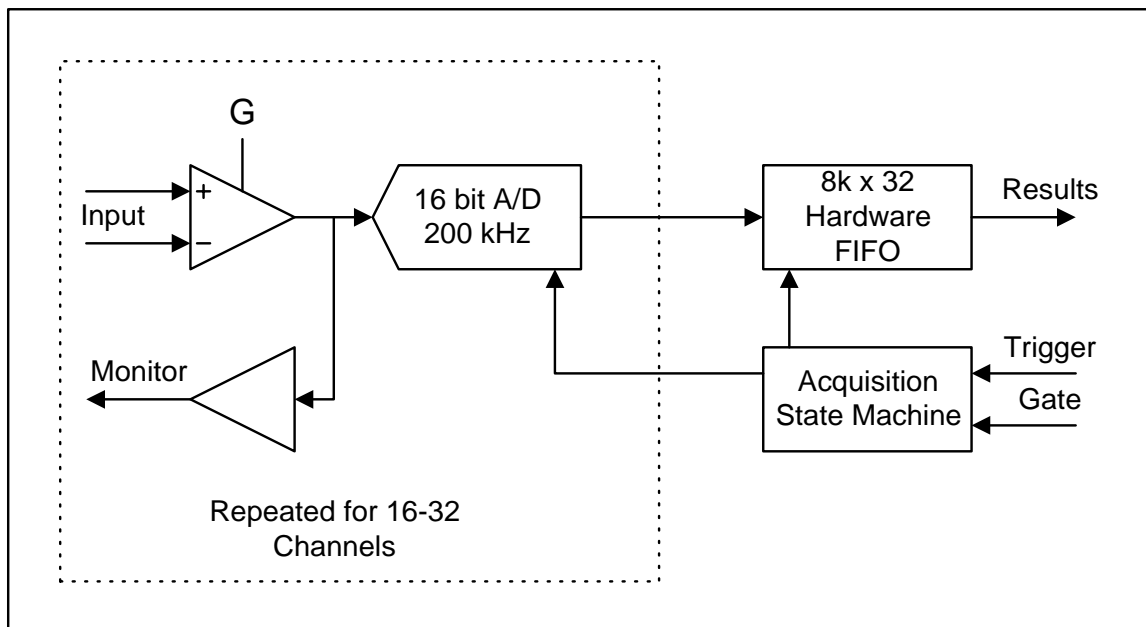 G
+
Input
−
16 bit A/D
200 kHz
8k x 32
Hardware
FIFO
Results
Monitor
Acquisition
State Machine
Trigger
Gate
Repeated for 16-32
Channels